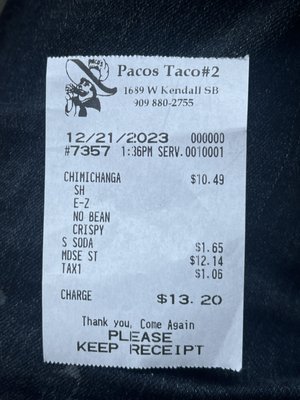 Pacos Taco#2
1689 W Kendall SB
909 880-2755
12/21/2023 000000
#7357 1:36PM SERV.0010001
CHIMICHANGA $10.49
SH
E-Z
NO BEAN
CRISPY
S SODA $1.65
MDSE ST $12.14
TAX1 $1.06
CHARGE $13.20
Thank you, Come Again
PLEASE
KEEP RECEIPT